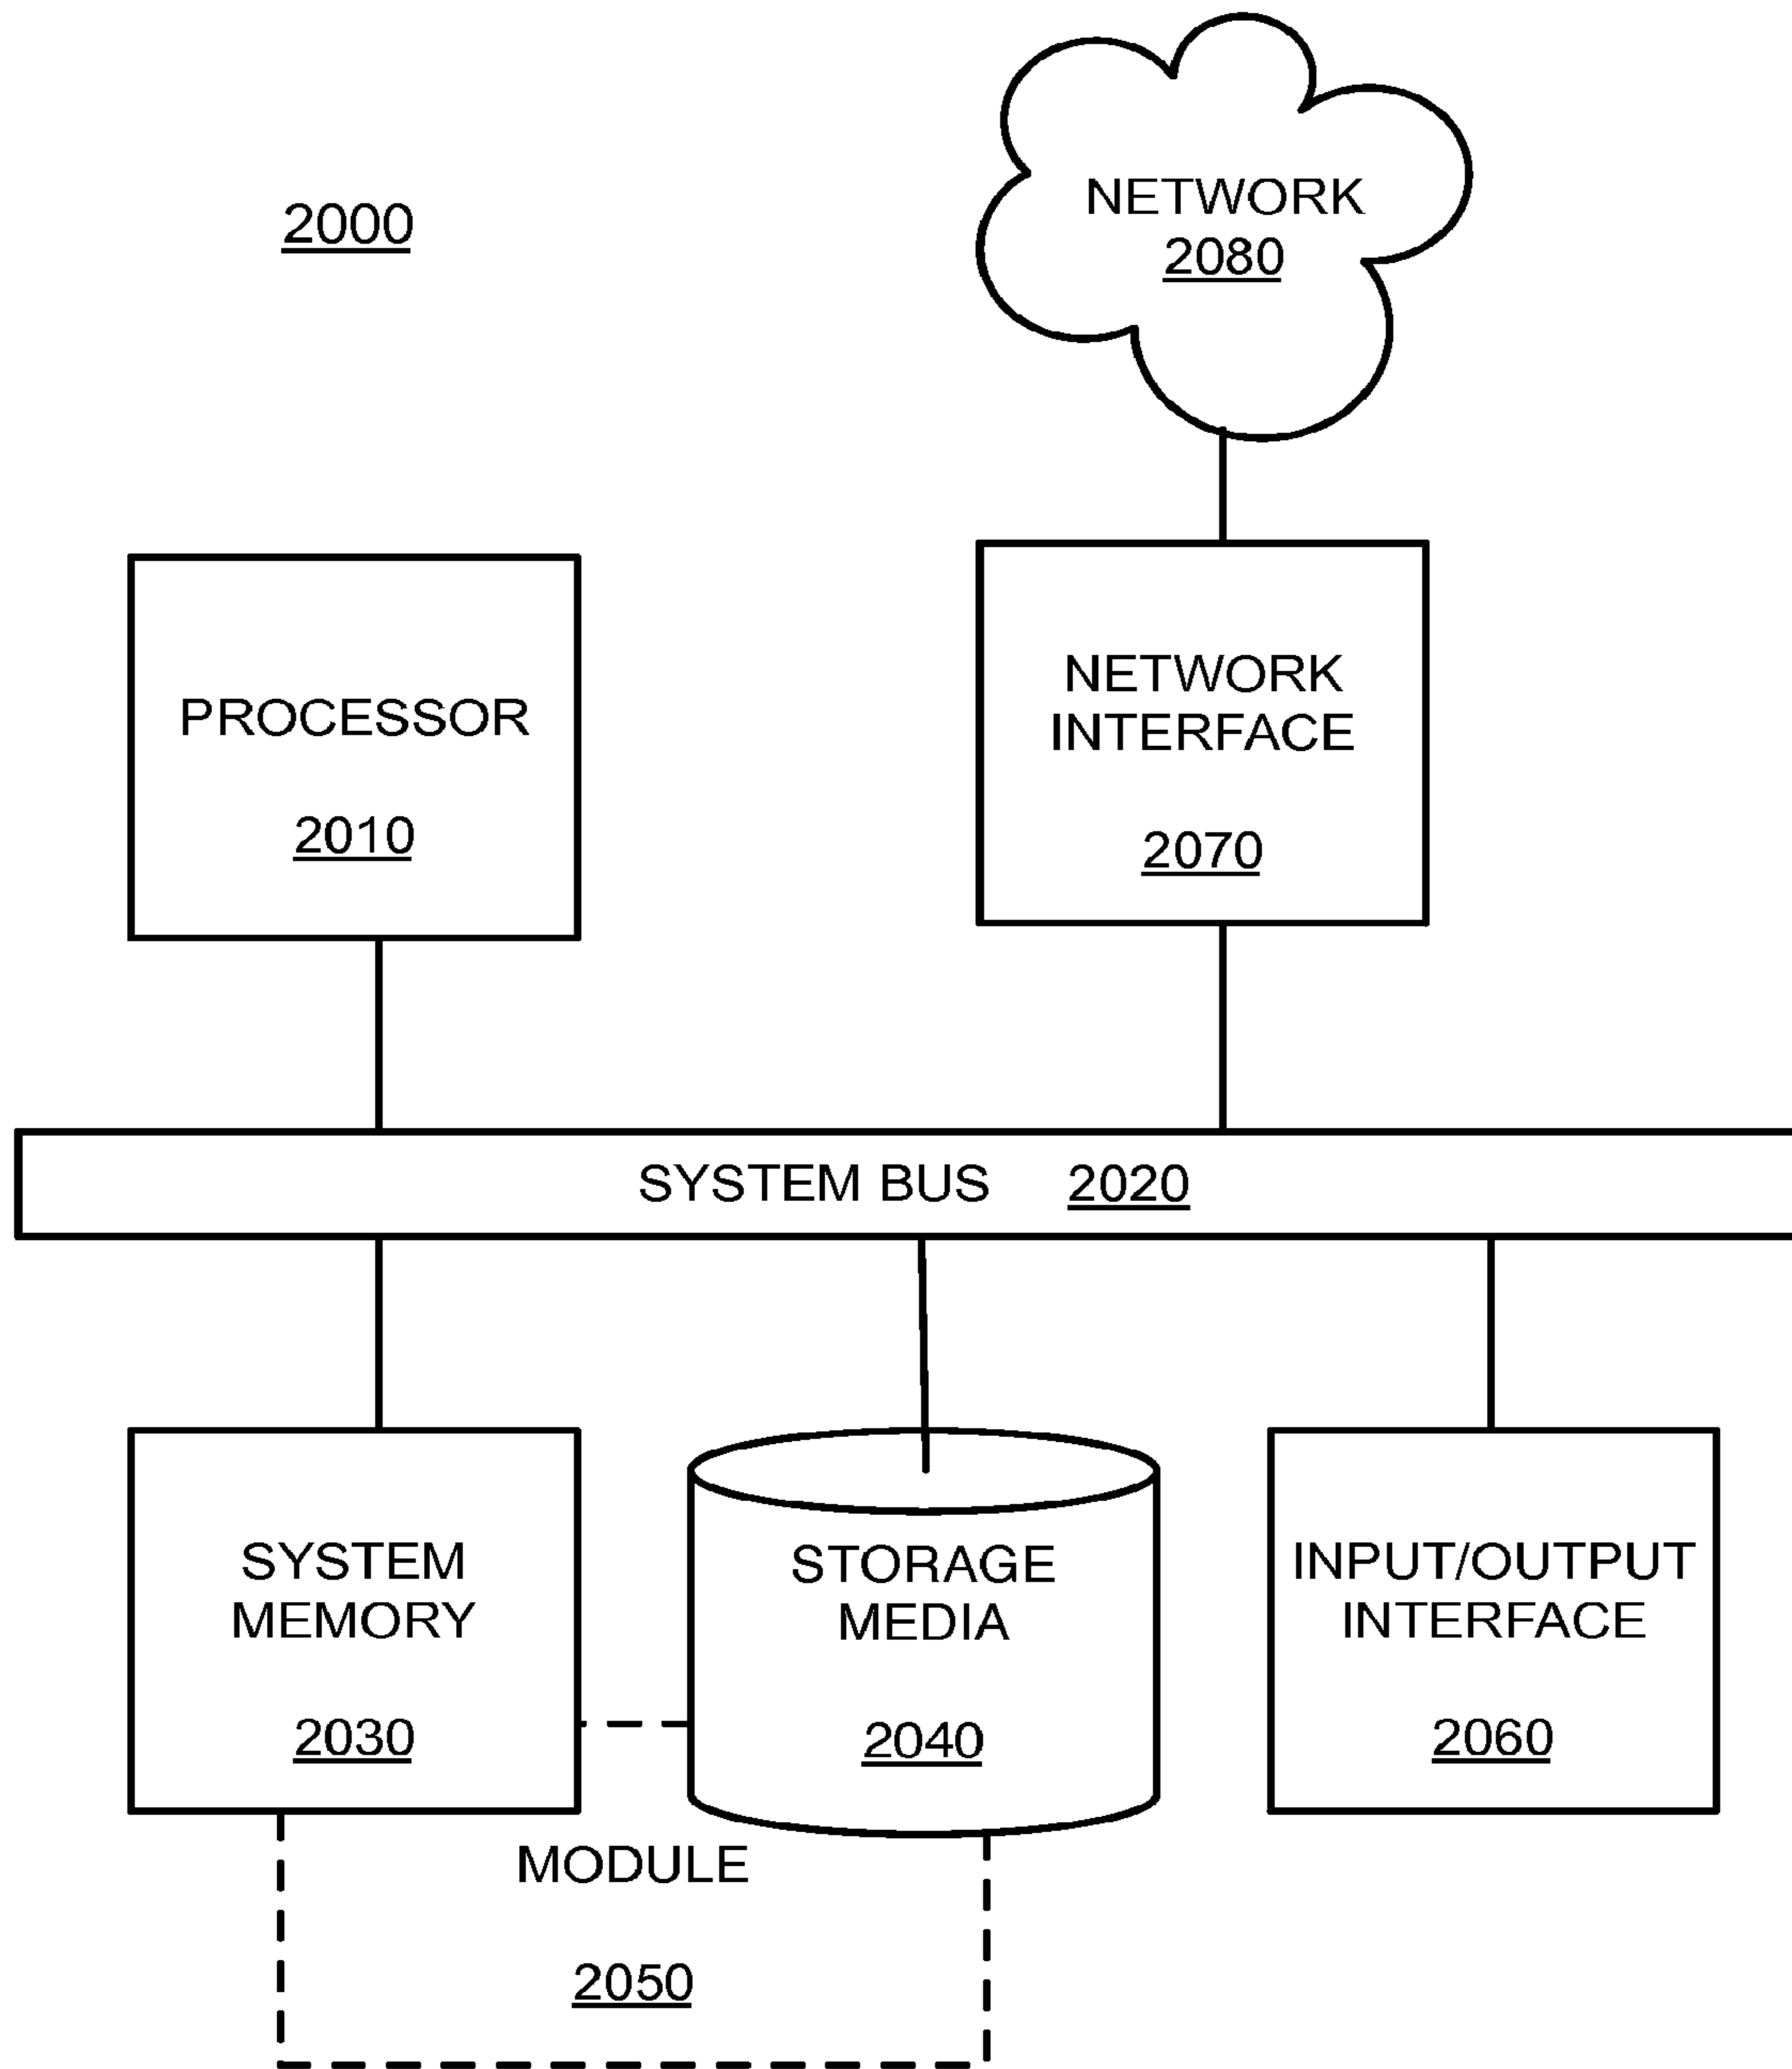 2000
NETWORK
2080
PROCESSOR
2010
NETWORK
INTERFACE
2070
SYSTEM BUS 2020
SYSTEM
MEMORY
2030
STORAGE
MEDIA
2040
INPUT/OUTPUT
INTERFACE
2060
MODULE
2050